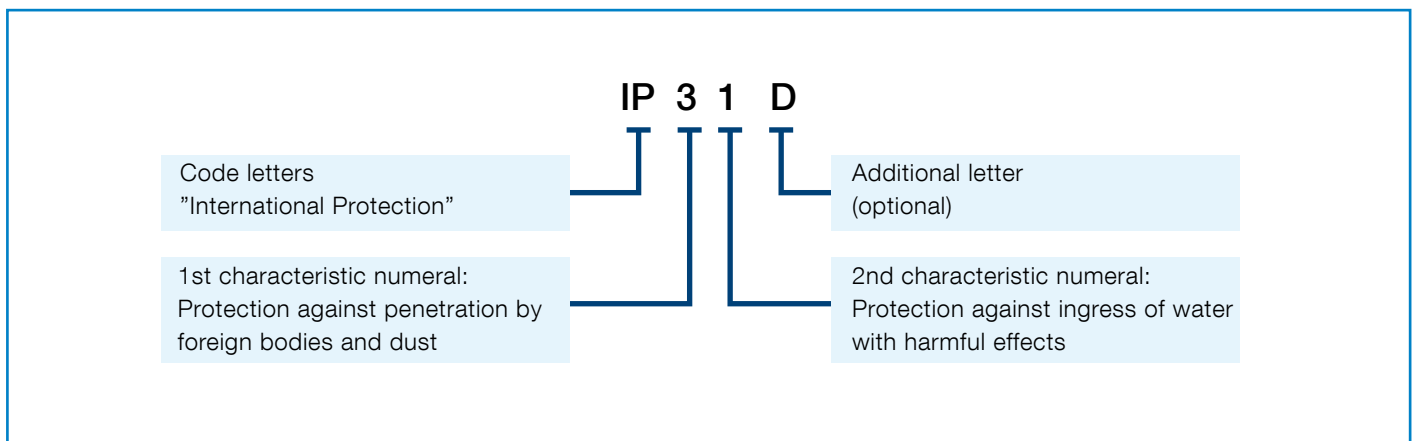 IP 3 1 D
Code letters
”International Protection”
Additional letter
(optional)
1st characteristic numeral:
Protection against penetration by
foreign bodies and dust
2nd characteristic numeral:
Protection against ingress of water
with harmful effects